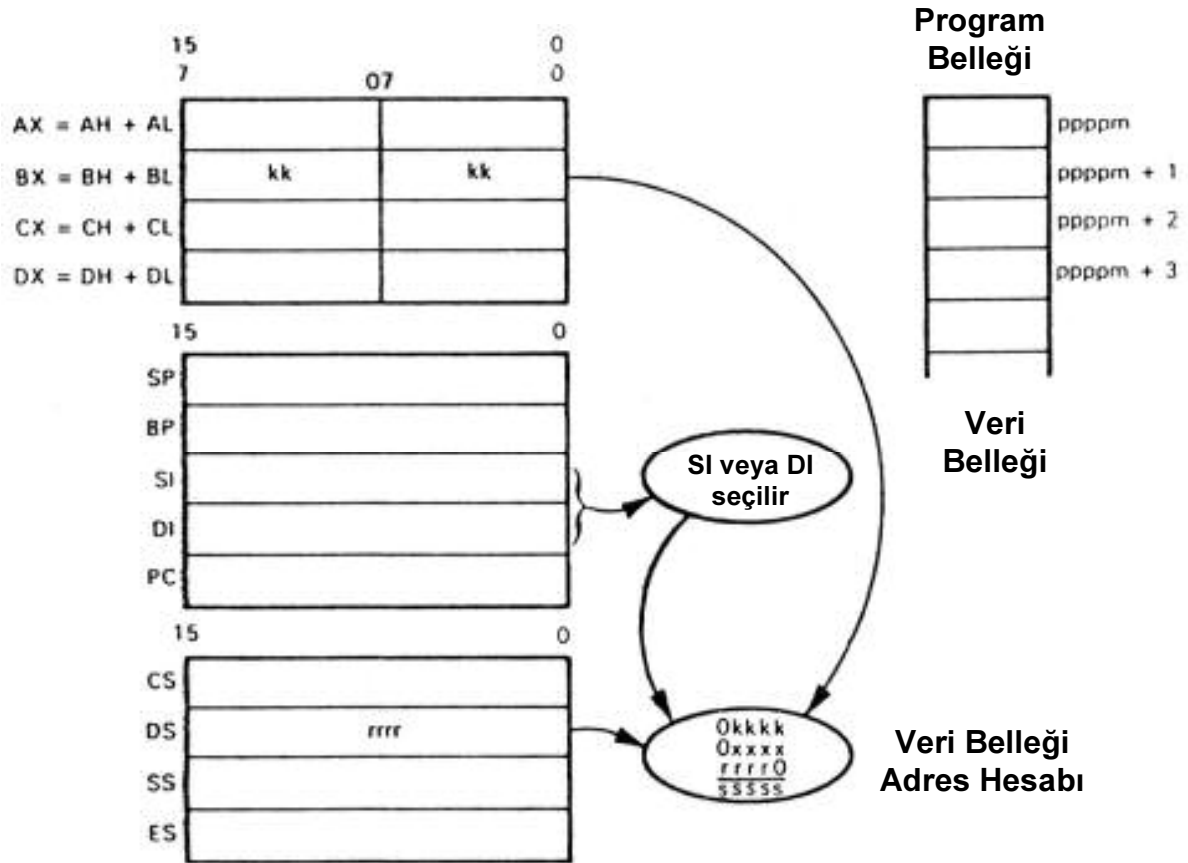 15 0
7 07 0
AX = AH + AL
BX = BH + BL kk kk
CX = CH + CL
DX = DH + DL
15 0
SP
BP
SI
DI
PC
SI veya DI
seçilir
15 0
CS
DS rrrr
SS
ES
0kkkk
0xxxx
rrrr0
sssss
Program
Belleği
ppppm
ppppm + 1
ppppm + 2
ppppm + 3
Veri
Belleği
Veri Belleği
Adres Hesabı